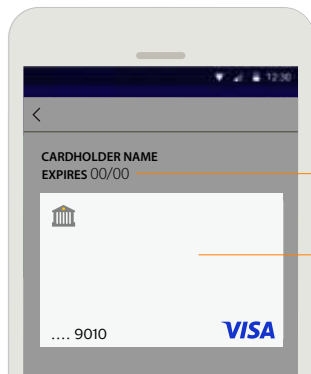 12:30
CARDHOLDER NAME
EXPIRES 00/00
.... 9010 VISA